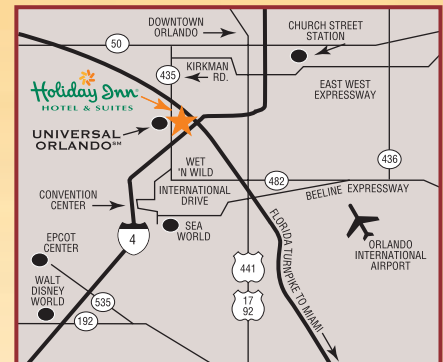 DOWNTOWN
ORLANDO
CHURCH STREET
STATION
50
435
KIRKMAN
RD.
EAST WEST
EXPRESSWAY
Holiday Inn®
HOTEL & SUITES
UNIVERSAL
ORLANDO℠
WET
'N WILD
436
482
BEELINE EXPRESSWAY
INTERNATIONAL
DRIVE
CONVENTION
CENTER
4
SEA
WORLD
FLORIDA TURNPIKE TO MIAMI
ORLANDO
INTERNATIONAL
AIRPORT
EPCOT
CENTER
441
WALT
DISNEY
WORLD
535
17
92
192